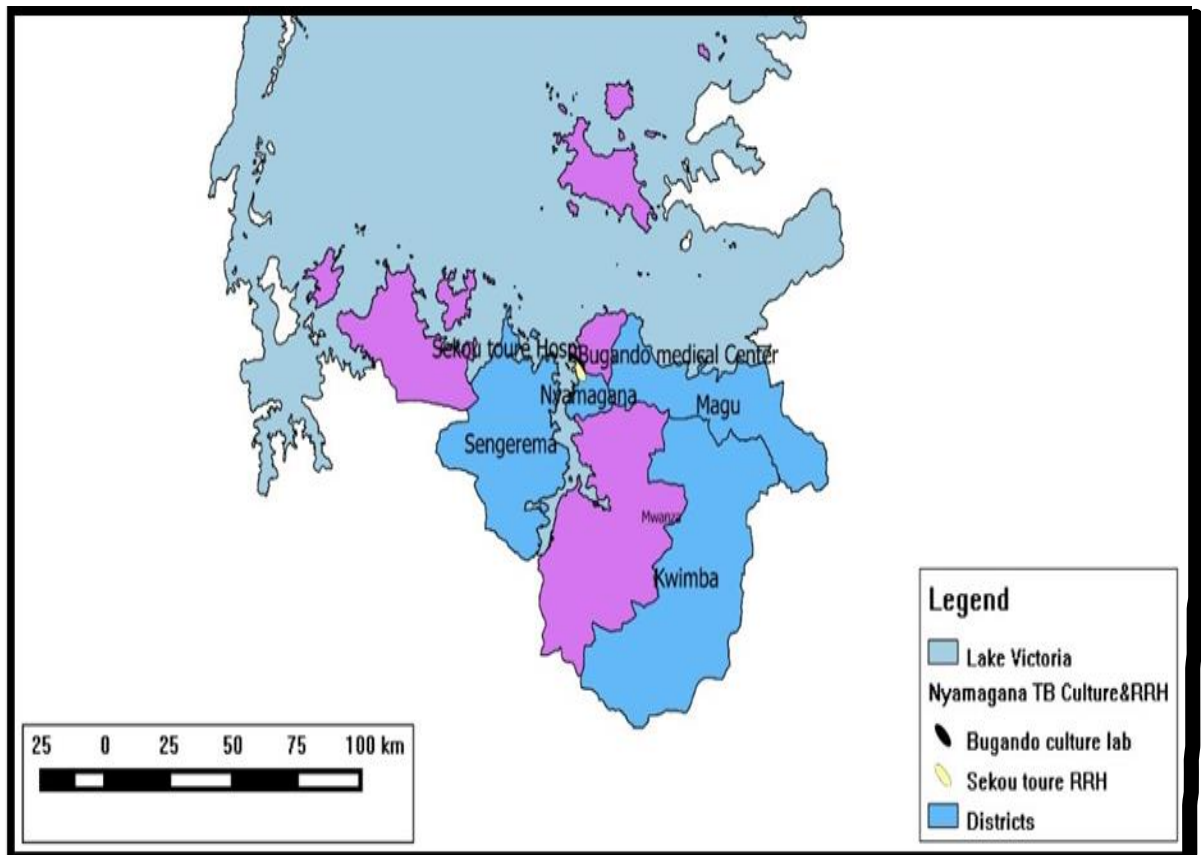 Sekou toure Hosp
Bugando medical Center
Nyamagana
Magu
Sengerema
Mwanza
Kwimba
Legend
Lake Victoria
Nyamagana TB Culture&RRH
Bugando culture lab
Sekou toure RRH
Districts
25 0 25 50 75 100 km